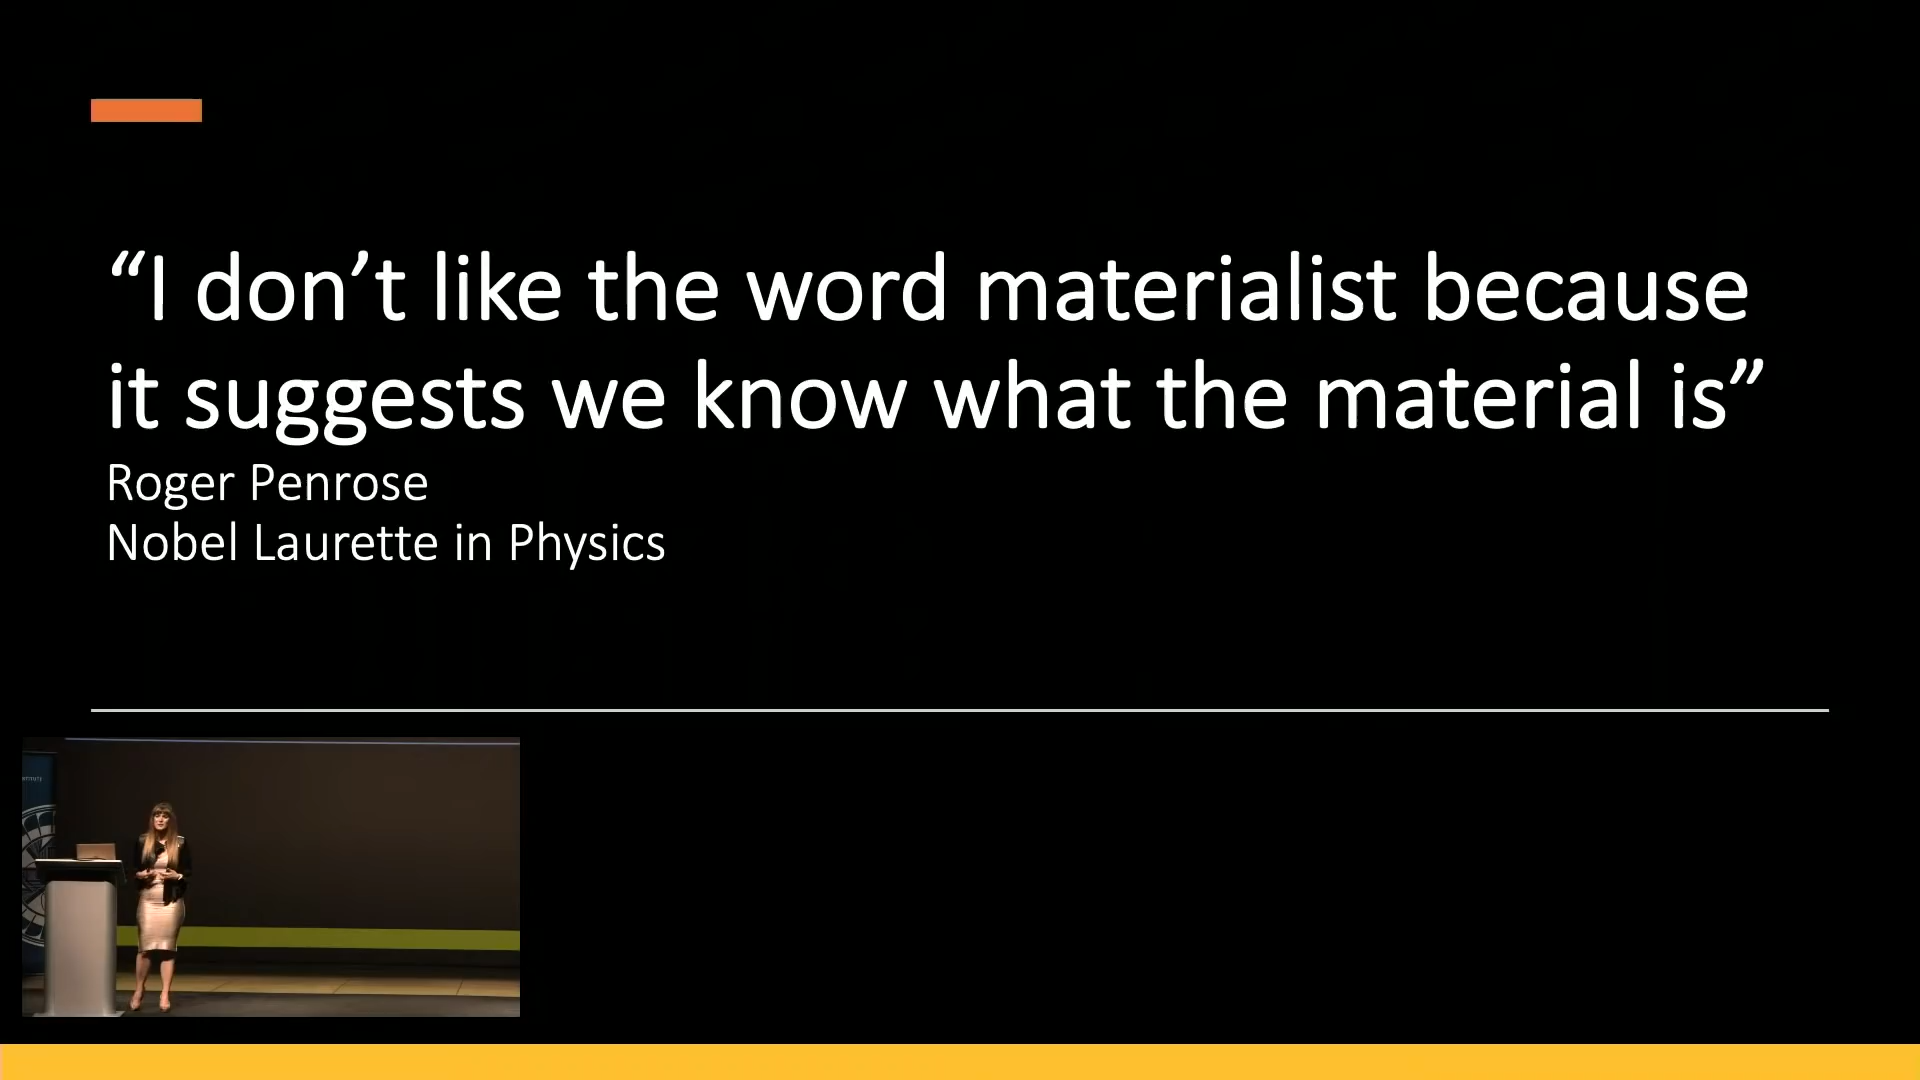 “I don’t like the word materialist because
it suggests we know what the material is”
Roger Penrose
Nobel Laurette in Physics